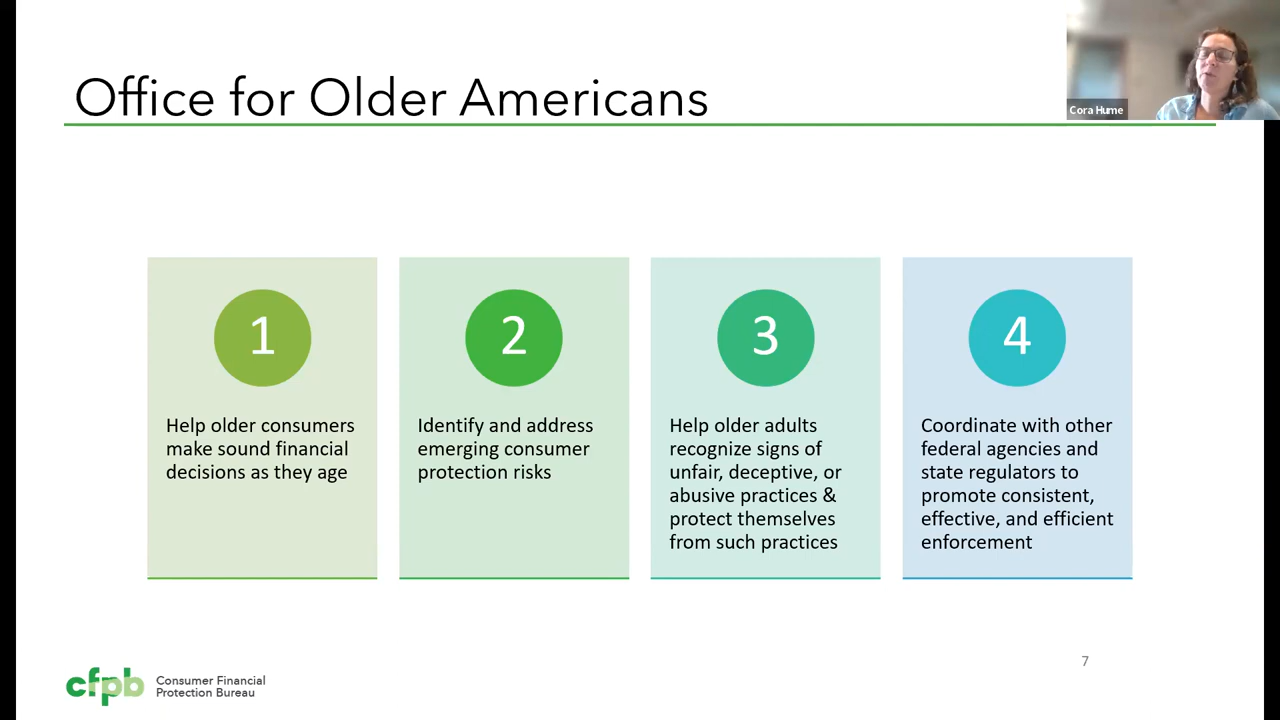 Office for Older Americans
Cora Hume
1
Help older consumers
make sound financial
decisions as they age
2
Identify and address
emerging consumer
protection risks
3
Help older adults
recognize signs of
unfair, deceptive, or
abusive practices &
protect themselves
from such practices
4
Coordinate with other
federal agencies and
state regulators to
promote consistent,
effective, and efficient
enforcement
7
cfpb
Consumer Financial
Protection Bureau